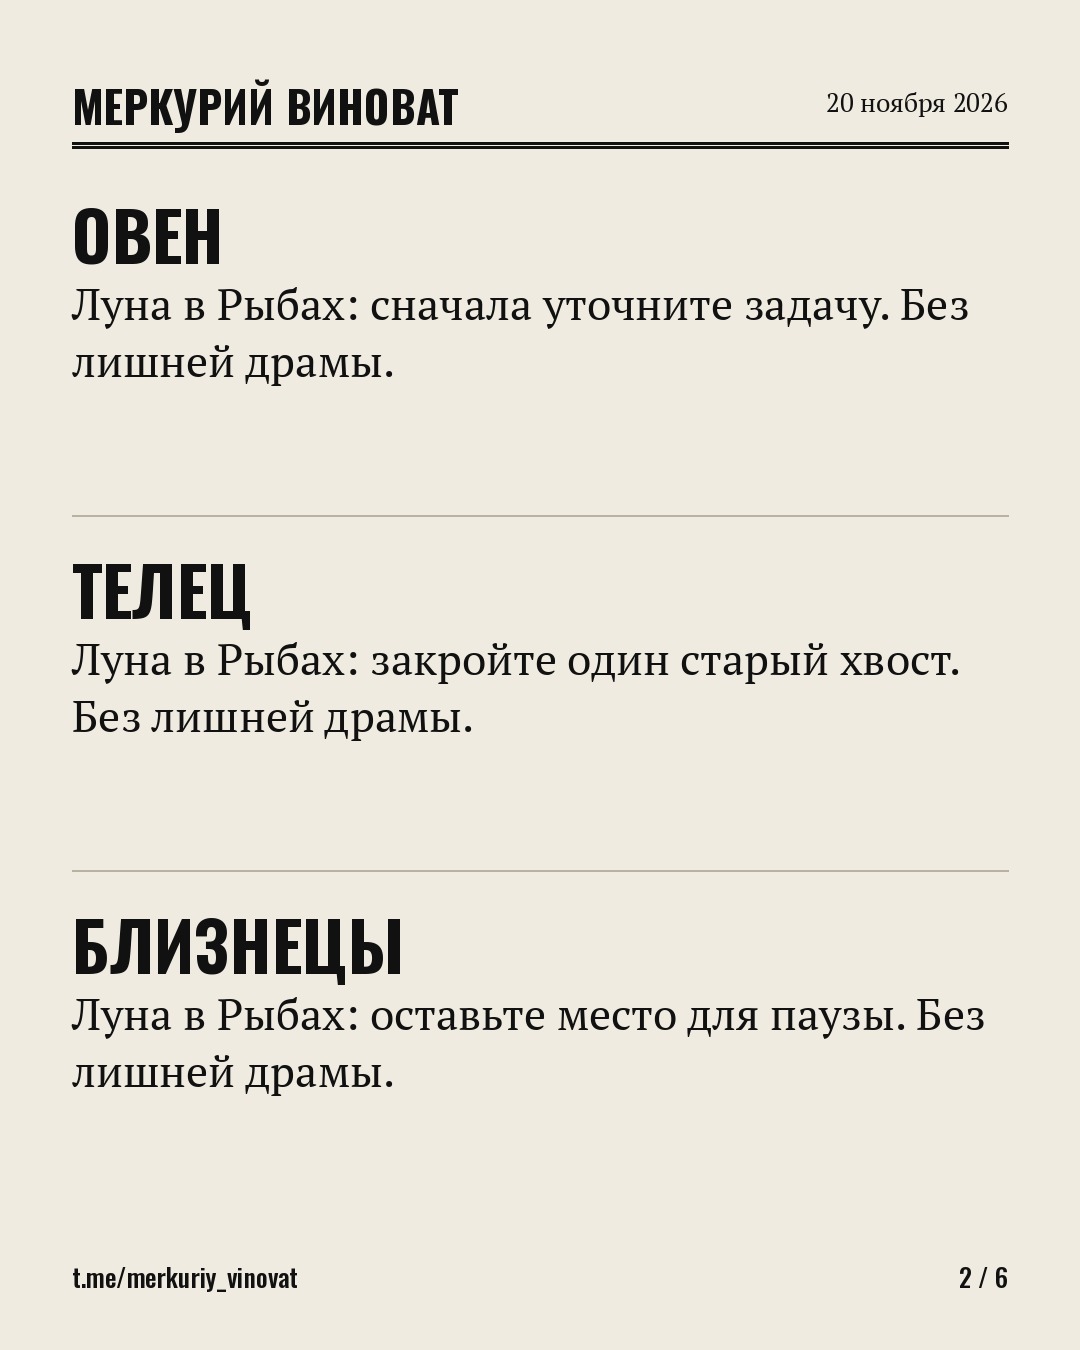 МЕРКУРИЙ ВИНОВАТ
20 ноября 2026
ОВЕН
Луна в Рыбах: сначала уточните задачу. Без
лишней драмы.
ТЕЛЕЦ
Луна в Рыбах: закройте один старый хвост.
Без лишней драмы.
БЛИЗНЕЦЫ
Луна в Рыбах: оставьте место для паузы. Без
лишней драмы.
t.me/merkuriy_vinovat
2 / 6